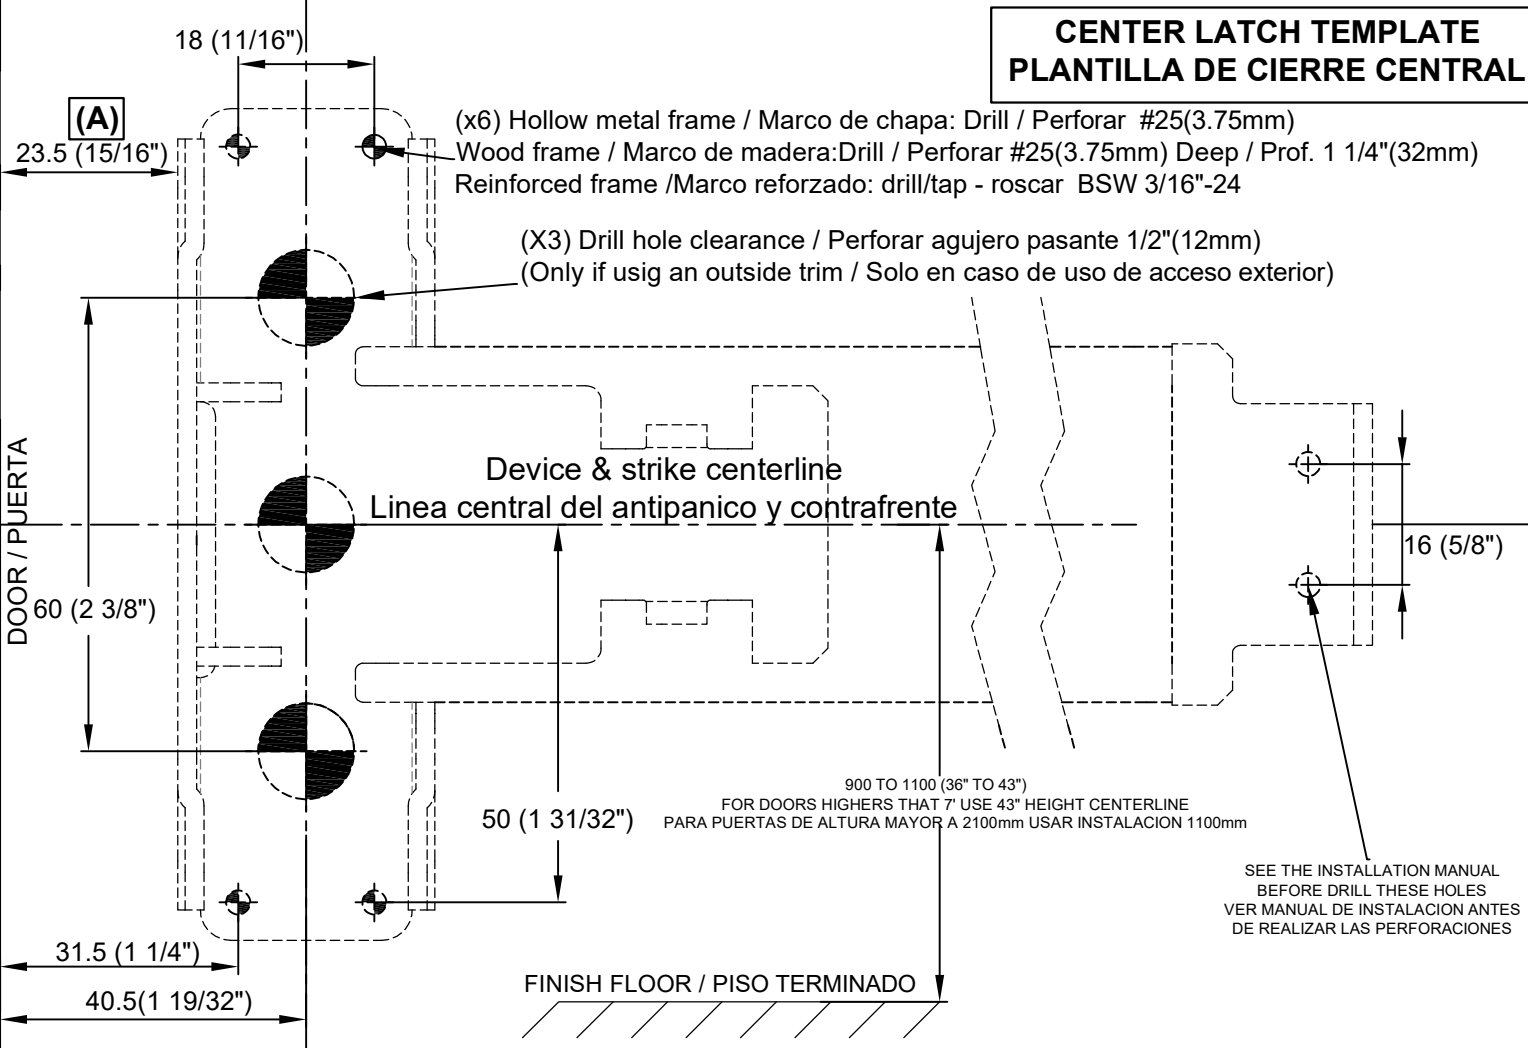 CENTER LATCH TEMPLATE
PLANTILLA DE CIERRE CENTRAL
18 (11/16")
(A)
23.5 (15/16")
(x6) Hollow metal frame / Marco de chapa: Drill / Perforar #25(3.75mm)
Wood frame / Marco de madera:Drill / Perforar #25(3.75mm) Deep / Prof. 1 1/4"(32mm)
Reinforced frame /Marco reforzado: drill/tap - roscar BSW 3/16"-24
(X3) Drill hole clearance / Perforar agujero pasante 1/2"(12mm)
(Only if usig an outside trim / Solo en caso de uso de acceso exterior)
DOOR / PUERTA
Device & strike centerline
Linea central del antipanico y contrafrente
16 (5/8")
60 (2 3/8")
50 (1 31/32")
900 TO 1100 (36" TO 43")
FOR DOORS HIGHERS THAT 7' USE 43" HEIGHT CENTERLINE
PARA PUERTAS DE ALTURA MAYOR A 2100mm USAR INSTALACION 1100mm
SEE THE INSTALLATION MANUAL
BEFORE DRILL THESE HOLES
VER MANUAL DE INSTALACION ANTES
DE REALIZAR LAS PERFORACIONES
31.5 (1 1/4")
40.5(1 19/32")
FINISH FLOOR / PISO TERMINADO